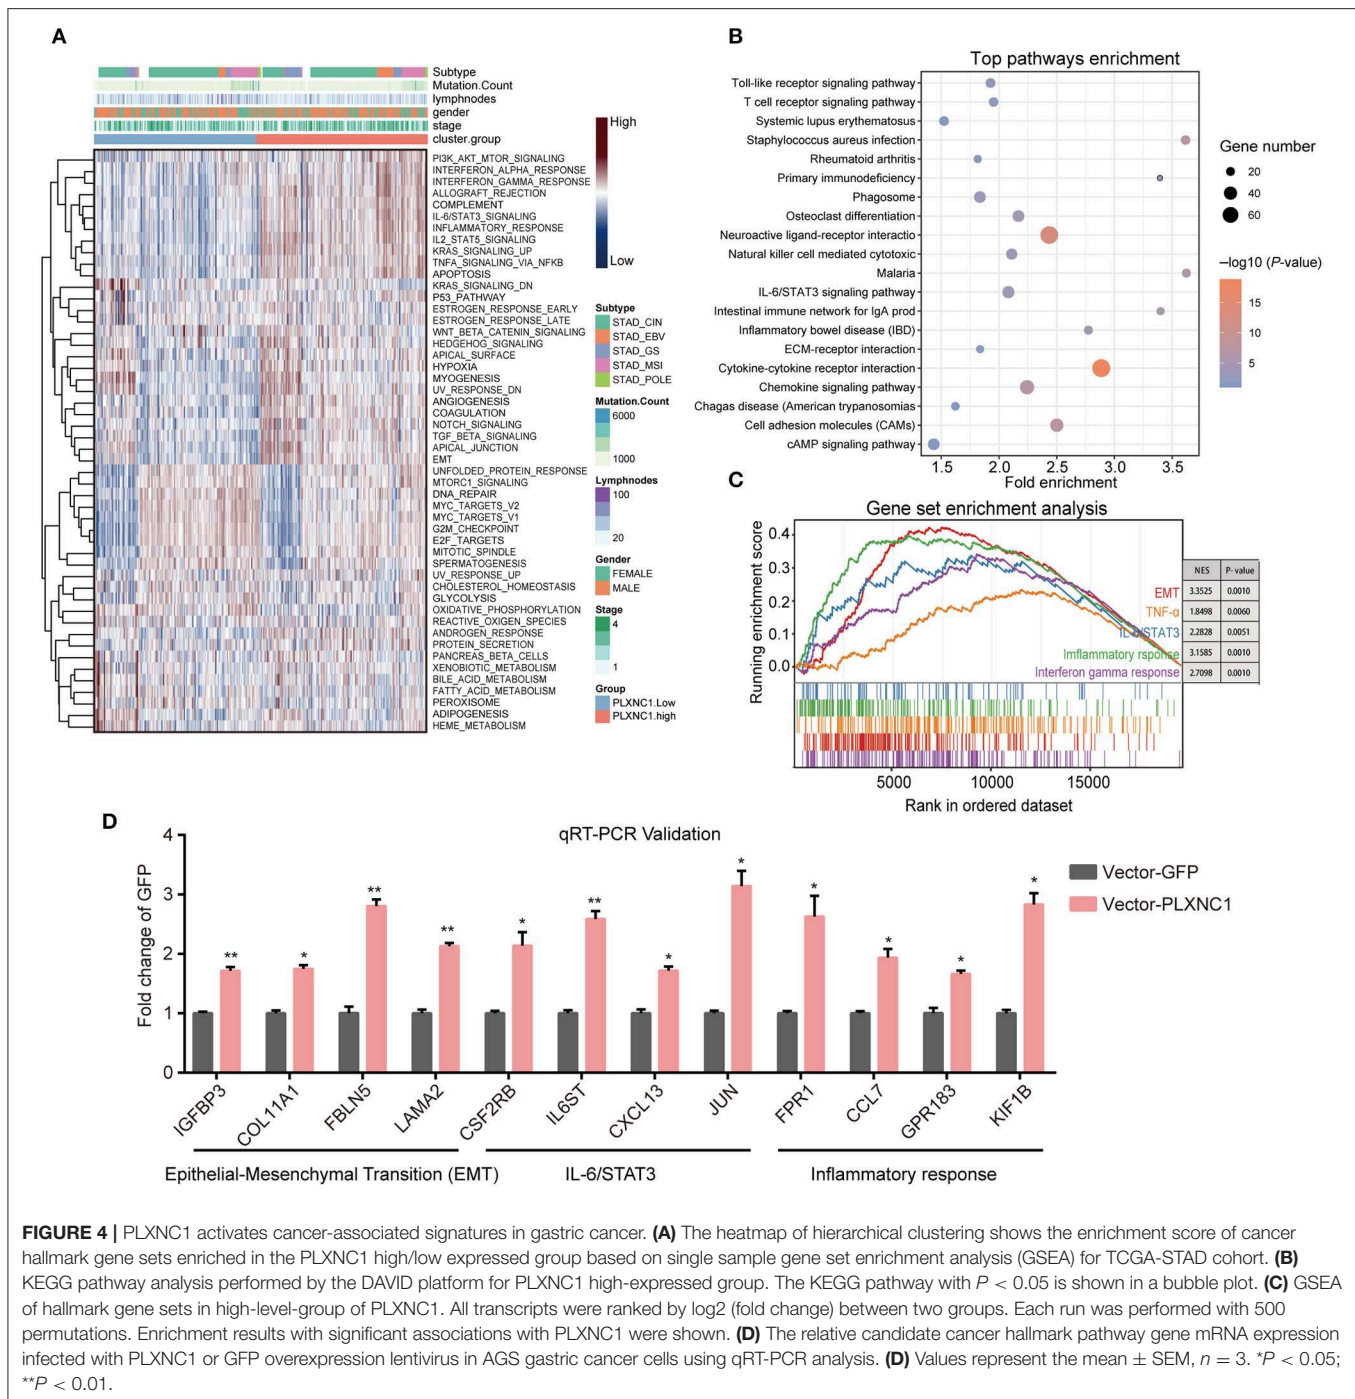 A
Subtype
Mutation.Count
lymphnodes
gender
stage
cluster.group
PI3K_AKT_MTOR_SIGNALING
INTERFERON_ALPHA_RESPONSE
INTERFERON_GAMMA_RESPONSE
ALLOGRAFT_REJECTION
COMPLEMENT
IL-6/STAT3_SIGNALING
INFLAMMATORY_RESPONSE
IL2_STAT5_SIGNALING
KRAS_SIGNALING_UP
TNFA_SIGNALING_VIA_NFKB
APOPTOSIS
KRAS_SIGNALING_DN
P53_PATHWAY
ESTROGEN_RESPONSE_EARLY
ESTROGEN_RESPONSE_LATE
WNT_BETA_CATENIN_SIGNALING
HEDGEHOG_SIGNALING
APICAL_SURFACE
HYPOXIA
MYOGENESIS
UV_RESPONSE_DN
ANGIOGENESIS
COAGULATION
NOTCH_SIGNALING
TGF_BETA_SIGNALING
APICAL_JUNCTION
EMT
UNFOLDED_PROTEIN_RESPONSE
MTORC1_SIGNALING
DNA_REPAIR
MYC_TARGETS_V2
MYC_TARGETS_V1
G2M_CHECKPOINT
E2F_TARGETS
MITOTIC_SPINDLE
SPERMATOGENESIS
UV_RESPONSE_UP
CHOLESTEROL_HOMEOSTASIS
GLYCOLYSIS
OXIDATIVE_PHOSPHORYLATION
REACTIVE_OXIGEN_SPECIES
ANDROGEN_RESPONSE
PROTEIN_SECRETION
PANCREAS_BETA_CELLS
XENOBIOTIC_METABOLISM
BILE_ACID_METABOLISM
FATTY_ACID_METABOLISM
PEROXISOME
ADIPOGENESIS
HEME_METABOLISM
High
Low
Subtype
STAD_CIN
STAD_EBV
STAD_GS
STAD_MSI
STAD_POLE
Mutation.Count
6000
1000
Lymphnodes
100
20
Gender
FEMALE
MALE
Stage
4
1
Group
PLXNC1.Low
PLXNC1.high
B
Top pathways enrichment
Toll-like receptor signaling pathway
T cell receptor signaling pathway
Systemic lupus erythematosus
Staphylococcus aureus infection
Rheumatoid arthritis
Primary immunodeficiency
Phagosome
Osteoclast differentiation
Neuroactive ligand-receptor interactio
Natural killer cell mediated cytotoxic
Malaria
IL-6/STAT3 signaling pathway
Intestinal immune network for IgA prod
Inflammatory bowel disease (IBD)
ECM-receptor interaction
Cytokine-cytokine receptor interaction
Chemokine signaling pathway
Chagas disease (American trypanosomias
Cell adhesion molecules (CAMs)
cAMP signaling pathway
1.5 2.0 2.5 3.0 3.5
Fold enrichment
Gene number
20
40
60
−log10 (P-value)
15
10
5
C
Gene set enrichment analysis
Running enrichment score
0.4
0.3
0.2
0.1
0.0
NES P- value
EMT 3.3525 0.0010
TNF-α 1.8498 0.0060
IL-6/STAT3 2.2828 0.0051
Imflammatory rsponse 3.1585 0.0010
Interferon gamma response 2.7098 0.0010
5000 10000 15000
Rank in ordered dataset
D
qRT-PCR Validation
Fold change of GFP
4
3
2
1
0
** * ** ** * ** * * * * * *
Vector-GFP
Vector-PLXNC1
IGFBP3 COL11A1 FBLN5 LAMA2 CSF2RB IL6ST CXCL13 JUN FPR1 CCL7 GPR183 KIF1B
Epithelial-Mesenchymal Transition (EMT) IL-6/STAT3 Inflammatory response
FIGURE 4 | PLXNC1 activates cancer-associated signatures in gastric cancer. (A) The heatmap of hierarchical clustering shows the enrichment score of cancer
hallmark gene sets enriched in the PLXNC1 high/low expressed group based on single sample gene set enrichment analysis (GSEA) for TCGA-STAD cohort. (B)
KEGG pathway analysis performed by the DAVID platform for PLXNC1 high-expressed group. The KEGG pathway with P < 0.05 is shown in a bubble plot. (C) GSEA
of hallmark gene sets in high-level-group of PLXNC1. All transcripts were ranked by log2 (fold change) between two groups. Each run was performed with 500
permutations. Enrichment results with significant associations with PLXNC1 were shown. (D) The relative candidate cancer hallmark pathway gene mRNA expression
infected with PLXNC1 or GFP overexpression lentivirus in AGS gastric cancer cells using qRT-PCR analysis. (D) Values represent the mean ± SEM, n = 3. *P < 0.05;
**P < 0.01.